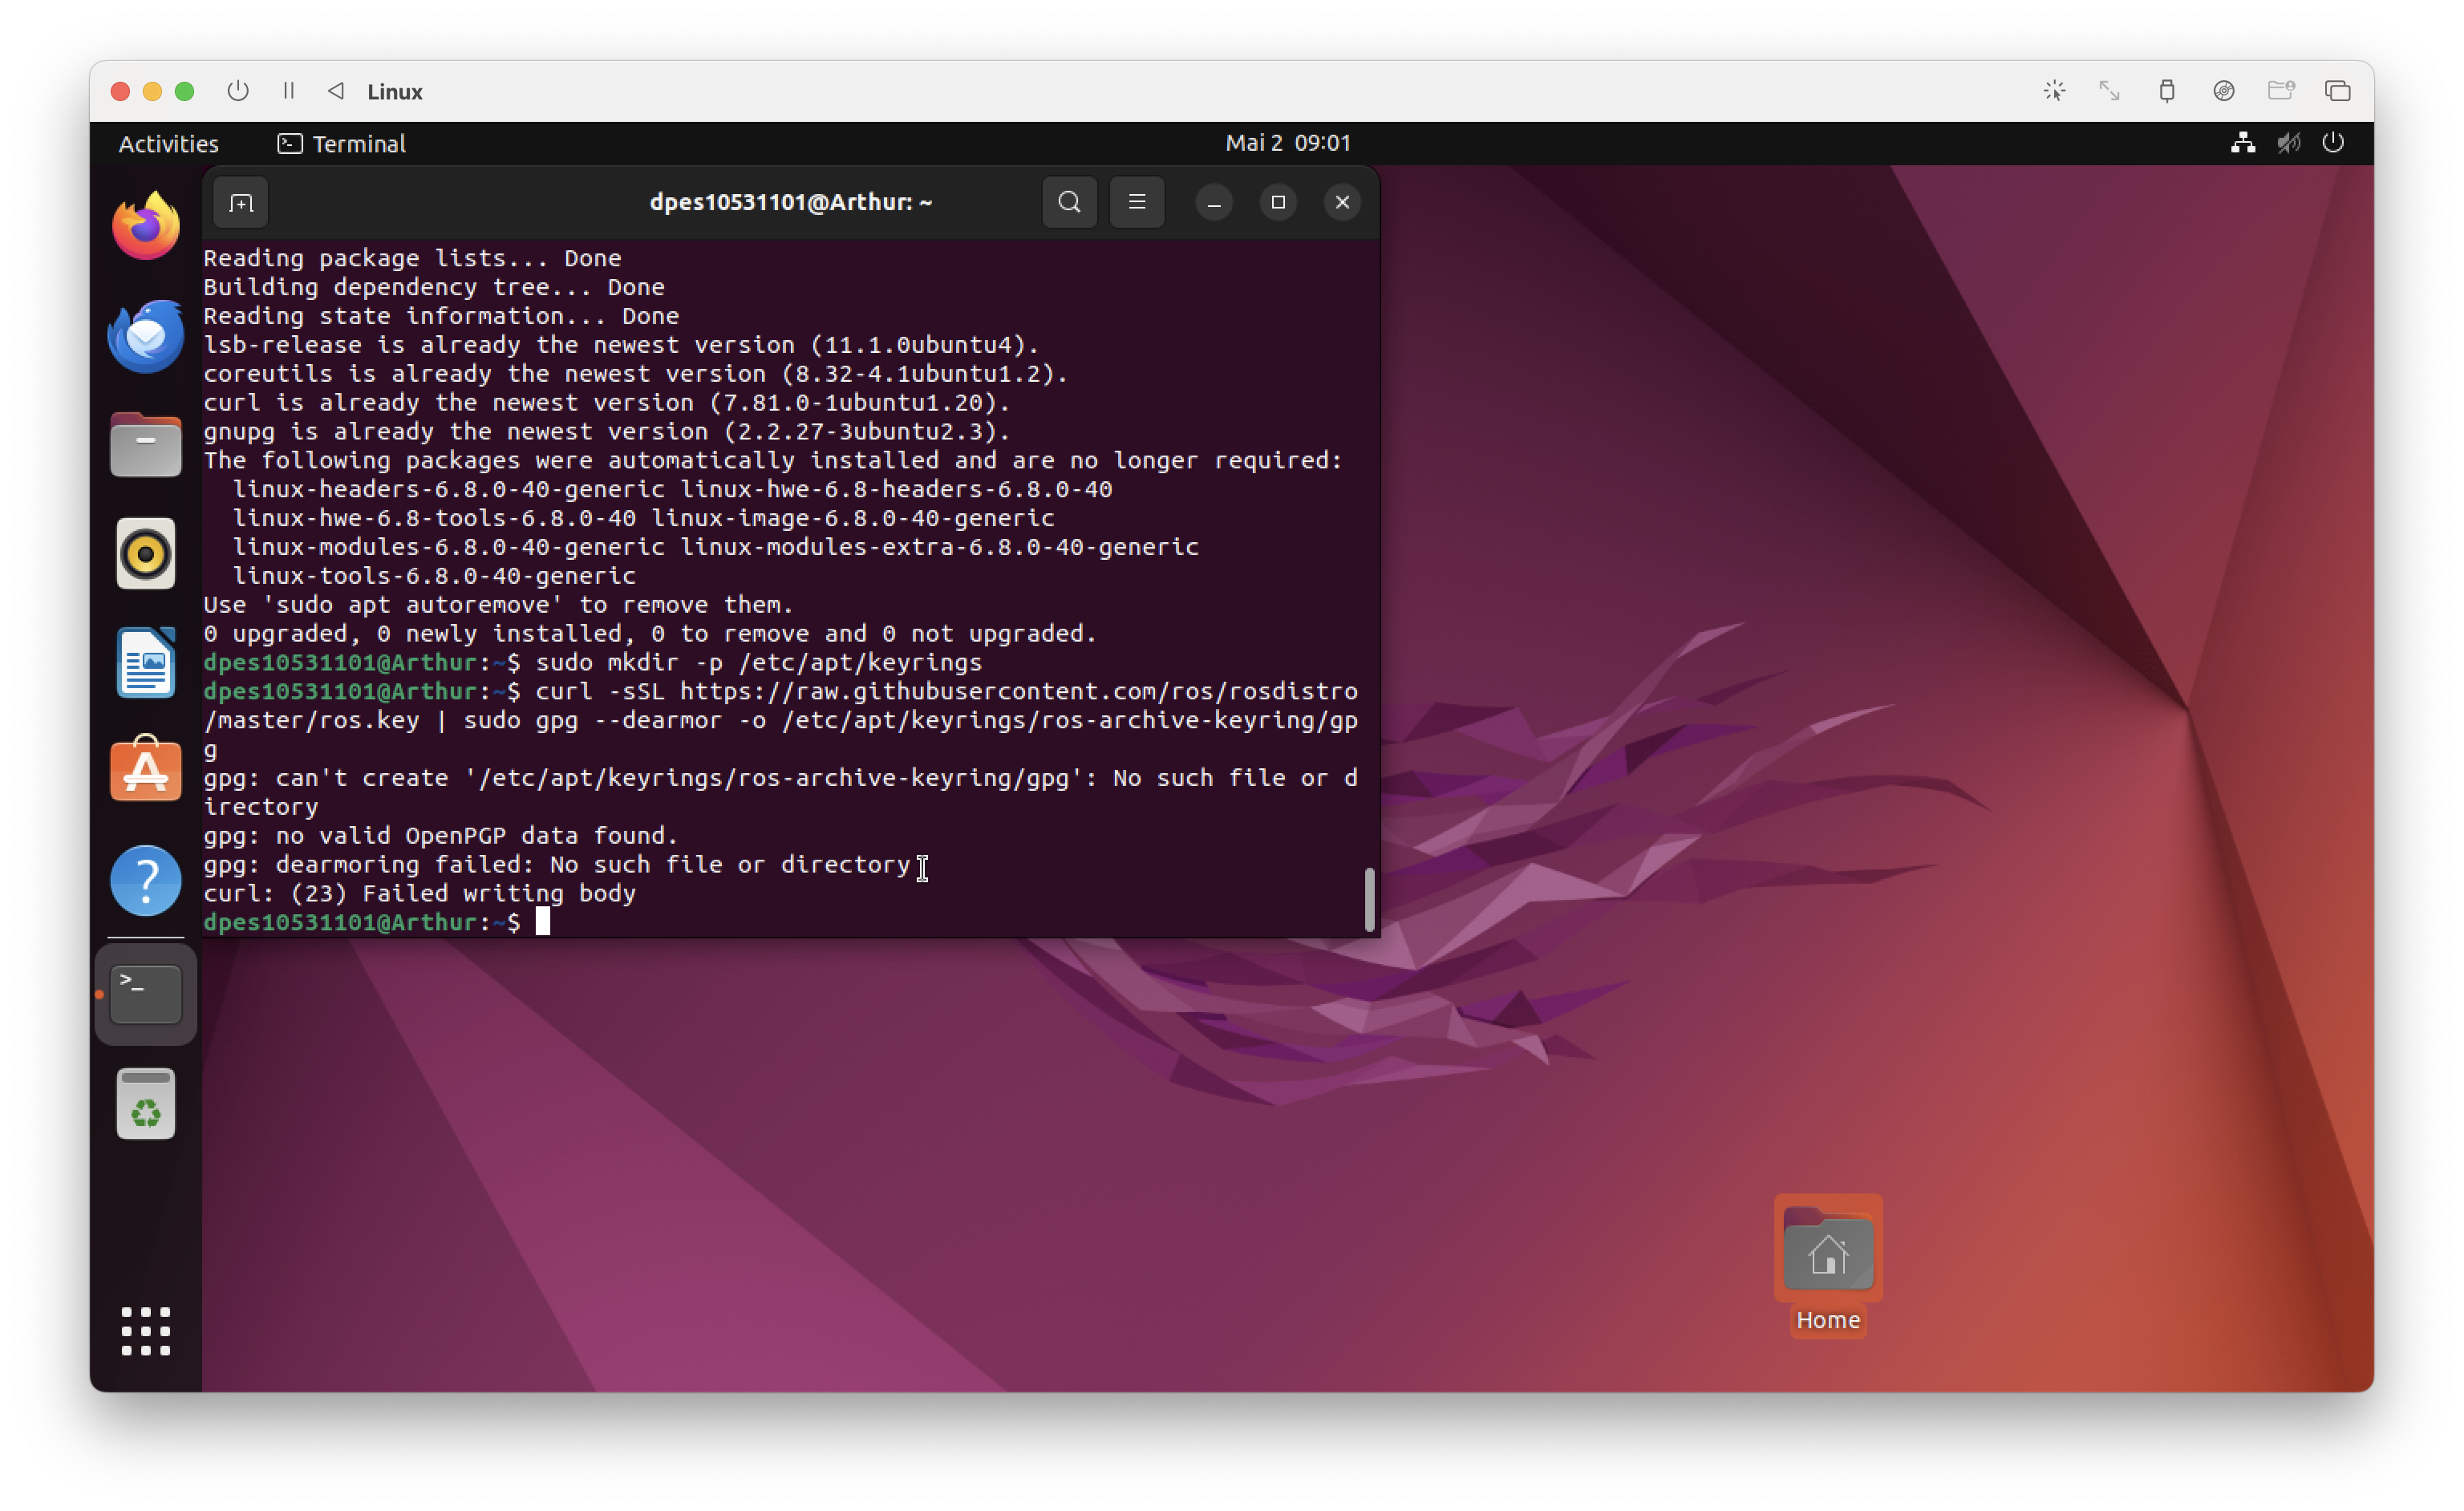 Linux
Activities
Terminal
Mai 2 09:01
dpes10531101@Arthur: ~
Reading package lists... Done
Building dependency tree... Done
Reading state information... Done
lsb-release is already the newest version (11.1.0ubuntu4).
coreutils is already the newest version (8.32-4.1ubuntu1.2).
curl is already the newest version (7.81.0-1ubuntu1.20).
gnupg is already the newest version (2.2.27-3ubuntu2.3).
The following packages were automatically installed and are no longer required:
  linux-headers-6.8.0-40-generic linux-hwe-6.8-headers-6.8.0-40
  linux-hwe-6.8-tools-6.8.0-40 linux-image-6.8.0-40-generic
  linux-modules-6.8.0-40-generic linux-modules-extra-6.8.0-40-generic
  linux-tools-6.8.0-40-generic
Use 'sudo apt autoremove' to remove them.
0 upgraded, 0 newly installed, 0 to remove and 0 not upgraded.
dpes10531101@Arthur:~$ sudo mkdir -p /etc/apt/keyrings
dpes10531101@Arthur:~$ curl -sSL https://raw.githubusercontent.com/ros/rosdistro
/master/ros.key | sudo gpg --dearmor -o /etc/apt/keyrings/ros-archive-keyring/gp
g
gpg: can't create '/etc/apt/keyrings/ros-archive-keyring/gpg': No such file or d
irectory
gpg: no valid OpenPGP data found.
gpg: dearmoring failed: No such file or directory
curl: (23) Failed writing body
dpes10531101@Arthur:~$
Home